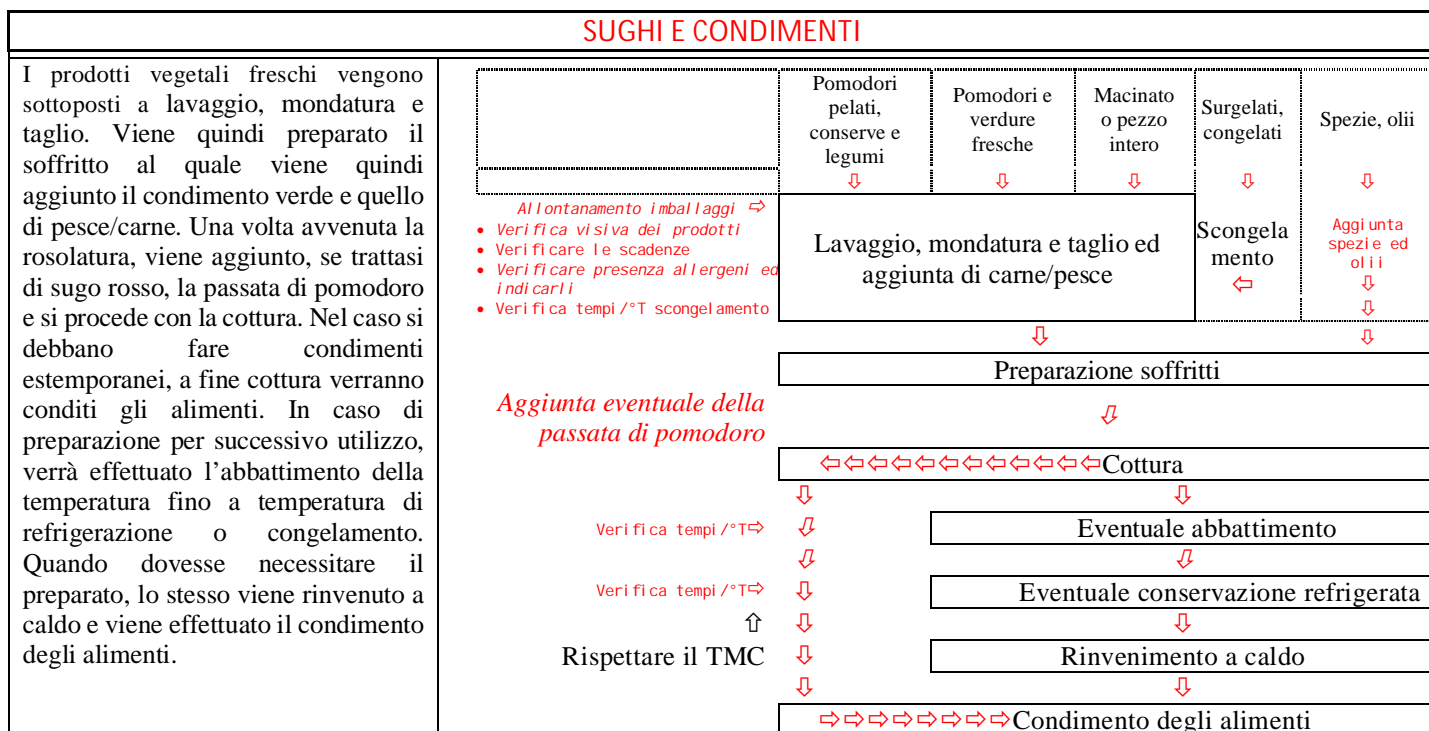 SUGHI E CONDIMENTI
I prodotti vegetali freschi vengono
sottoposti a lavaggio, mondatura e
taglio. Viene quindi preparato il
soffritto al quale viene quindi
aggiunto il condimento verde e quello
di pesce/carne. Una volta avvenuta la
rosolatura, viene aggiunto, se trattasi
di sugo rosso, la passata di pomodoro
e si procede con la cottura. Nel caso si
debbano fare condimenti
estemporanei, a fine cottura verranno
conditi gli alimenti. In caso di
preparazione per successivo utilizzo,
verrà effettuato l’abbattimento della
temperatura fino a temperatura di
refrigerazione o congelamento.
Quando dovesse necessitare il
preparato, lo stesso viene rinvenuto a
caldo e viene effettuato il condimento
degli alimenti.
Pomodori
pelati,
conserve e
legumi
Pomodori e
verdure
fresche
Macinato
o pezzo
intero
Surgelati,
congelati
Spezie, olii
⇩ ⇩ ⇩ ⇩ ⇩
Allontanamento imballaggi ⇨
• Verifica visiva dei prodotti
• Verificare le scadenze
• Verificare presenza allergeni ed
indicarli
• Verifica tempi/°T scongelamento
Lavaggio, mondatura e taglio ed
aggiunta di carne/pesce
Scongela
mento
⇦
Aggiunta
spezie ed
olii
⇩
⇩
⇩ ⇩
Preparazione soffritti
Aggiunta eventuale della
passata di pomodoro
⇩
⇦⇦⇦⇦⇦⇦⇦⇦⇦⇦⇦⇦Cottura
⇩ ⇩
Verifica tempi/°T⇨ ⇩ Eventuale abbattimento
⇩ ⇩
Verifica tempi/°T⇨ ⇩ Eventuale conservazione refrigerata
⇧ ⇩ ⇩
Rispettare il TMC ⇩ Rinvenimento a caldo
⇩ ⇩
⇨⇨⇨⇨⇨⇨⇨⇨Condimento degli alimenti